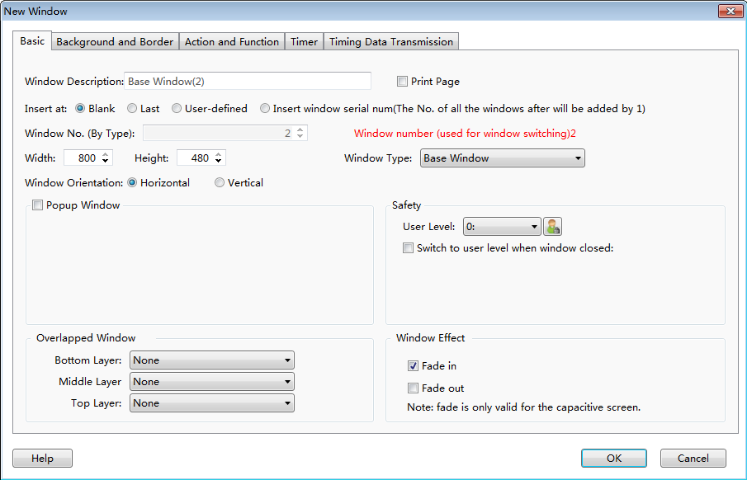 New Window
Basic Background and Border Action and Function Timer Timing Data Transmission
Window Description: Base Window(2) Print Page
Insert at: Blank Last User-defined Insert window serial num(The No. of all the windows after will be added by 1)
Window No. (By Type): 2 Window number (used for window switching)2
Width: 800 Height: 480 Window Type: Base Window
Window Orientation: Horizontal Vertical
Popup Window
Safety
User Level: 0:
Switch to user level when window closed:
Overlapped Window
Bottom Layer: None
Middle Layer None
Top Layer: None
Window Effect
Fade in
Fade out
Note: fade is only valid for the capacitive screen.
Help OK Cancel